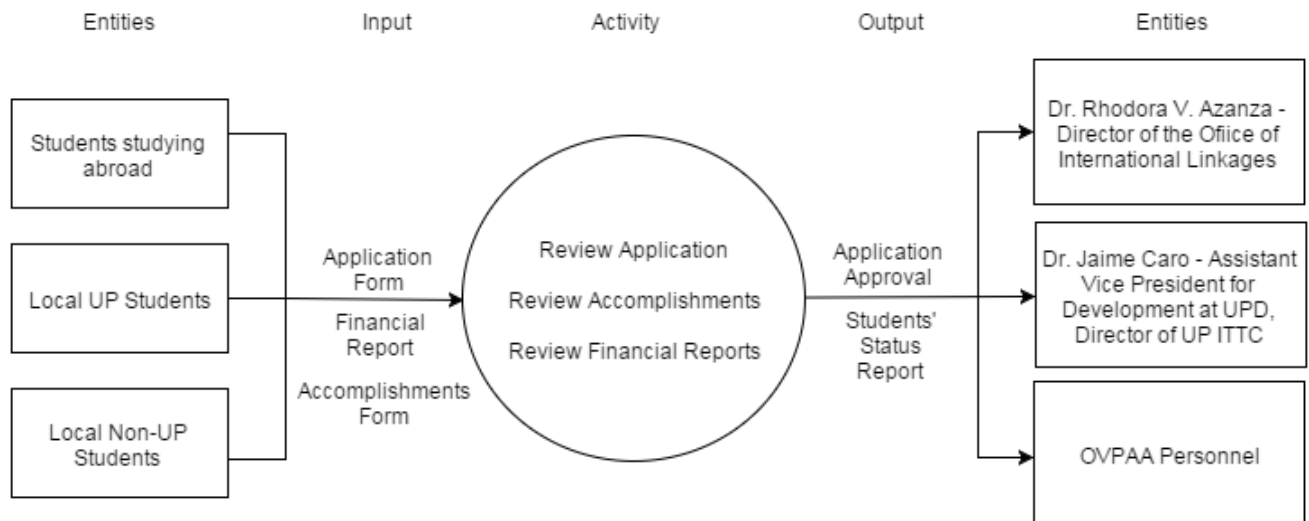 Entities
Input
Activity
Output
Entities
Students studying
abroad
Local UP Students
Local Non-UP
Students
Application
Form
Financial
Report
Accomplishments
Form
Review Application
Review Accomplishments
Review Financial Reports
Application
Approval
Students'
Status
Report
Dr. Rhodora V. Azanza -
Director of the Ofiice of
International Linkages
Dr. Jaime Caro - Assistant
Vice President for
Development at UPD,
Director of UP ITTC
OVPAA Personnel